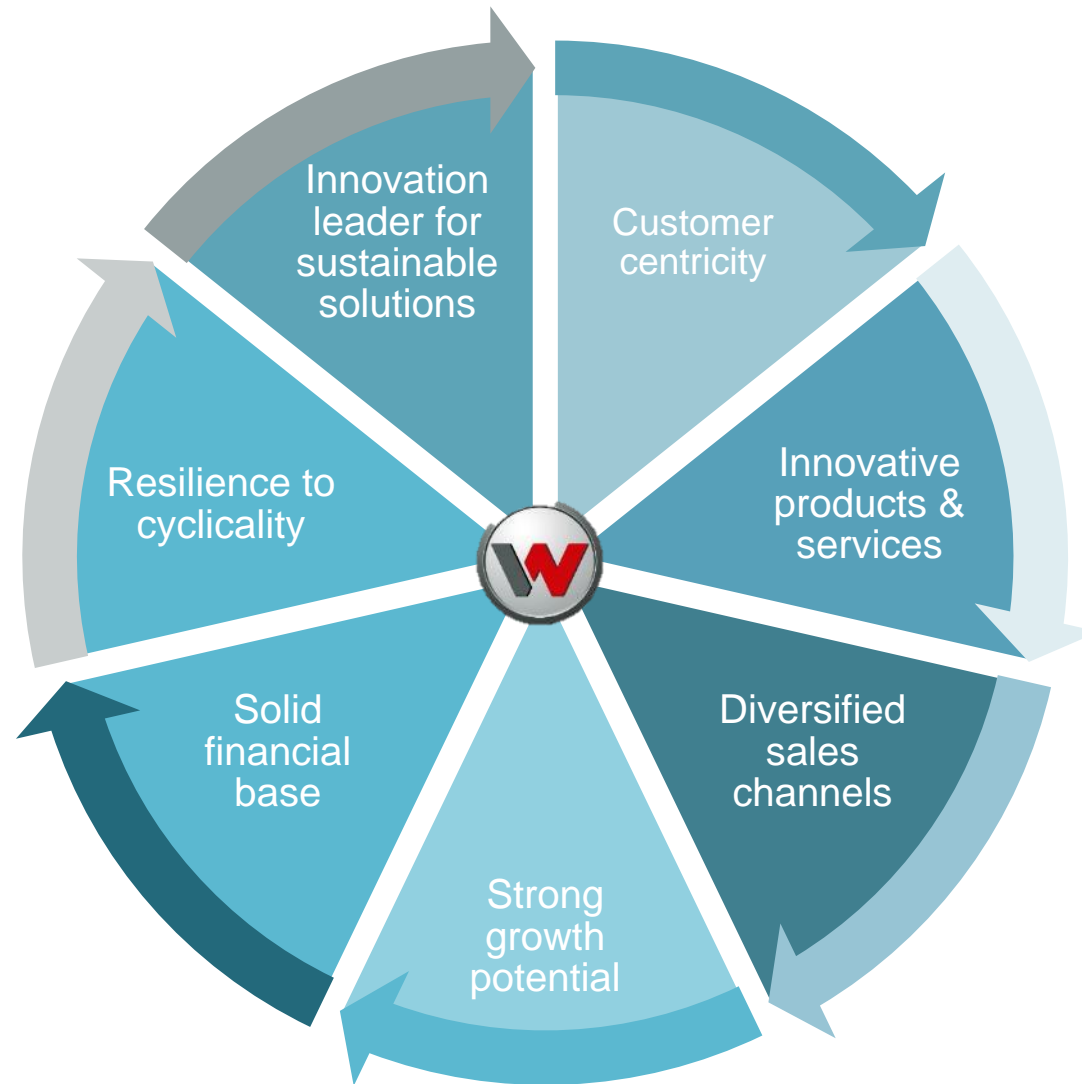 Customer
centricity
Innovative
products &
services
Diversified
sales
channels
Strong
growth
potential
Solid
financial
base
Resilience to
cyclicality
Innovation
leader for
sustainable
solutions